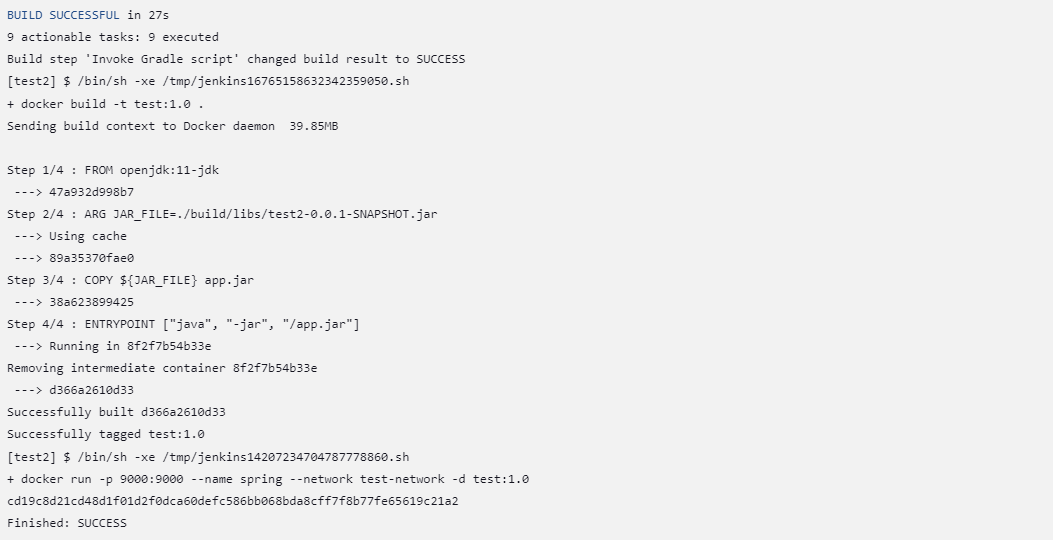 BUILD SUCCESSFUL in 27s
9 actionable tasks: 9 executed
Build step 'Invoke Gradle script' changed build result to SUCCESS
[test2] $ /bin/sh -xe /tmp/jenkins16765158632342359050.sh
+ docker build -t test:1.0 .
Sending build context to Docker daemon  39.85MB
Step 1/4 : FROM openjdk:11-jdk
 ---> 47a932d998b7
Step 2/4 : ARG JAR_FILE=./build/libs/test2-0.0.1-SNAPSHOT.jar
 ---> Using cache
 ---> 89a35370fae0
Step 3/4 : COPY ${JAR_FILE} app.jar
 ---> 38a623899425
Step 4/4 : ENTRYPOINT ["java", "-jar", "/app.jar"]
 ---> Running in 8f2f7b54b33e
Removing intermediate container 8f2f7b54b33e
 ---> d366a2610d33
Successfully built d366a2610d33
Successfully tagged test:1.0
[test2] $ /bin/sh -xe /tmp/jenkins14207234704787778860.sh
+ docker run -p 9000:9000 --name spring --network test-network -d test:1.0
cd19c8d21cd48d1f01d2f0dca60defc586bb068bda8cff7f8b77fe65619c21a2
Finished: SUCCESS